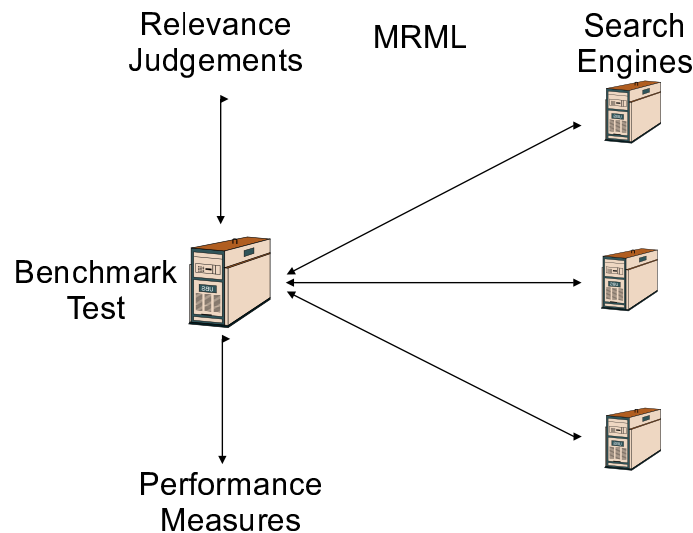 Relevance
Judgements
MRML
Search
Engines
Benchmark
Test
Performance
Measures